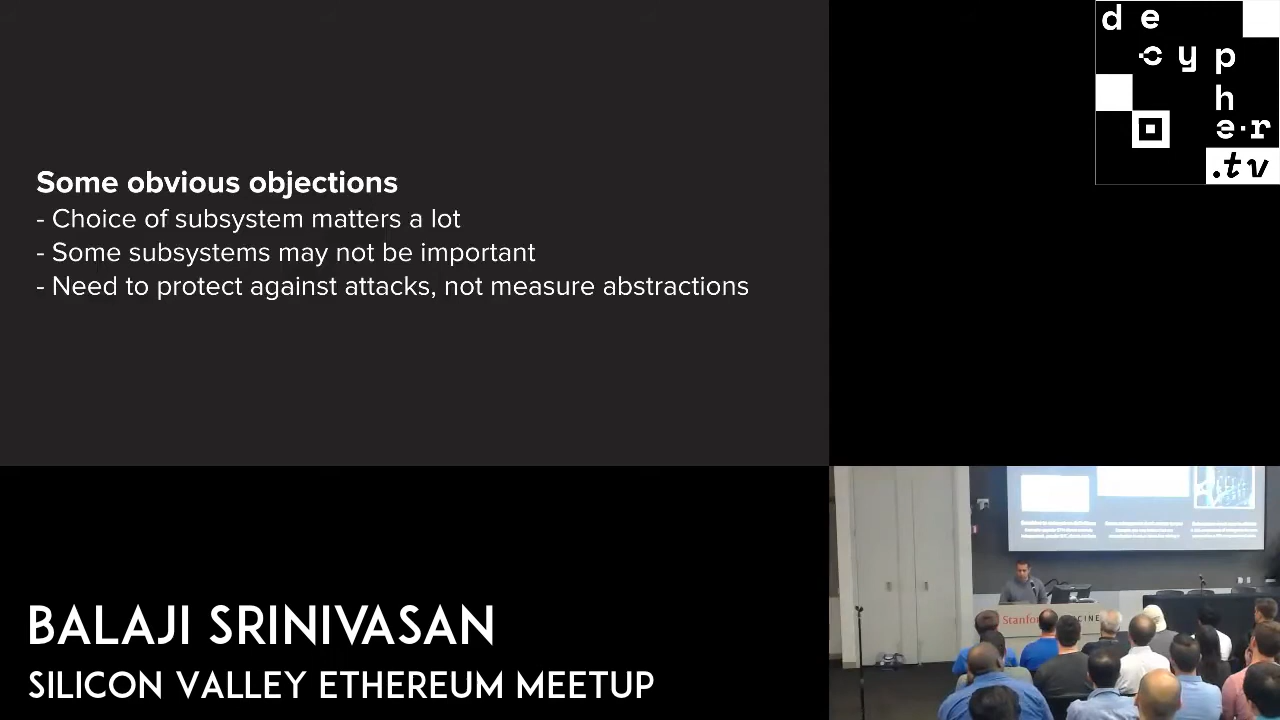 Some obvious objections
- Choice of subsystem matters a lot
- Some subsystems may not be important
- Need to protect against attacks, not measure abstractions
de
cyp
h
er
.tv
BALAJI SRINIVASAN
SILICON VALLEY ETHEREUM MEETUP